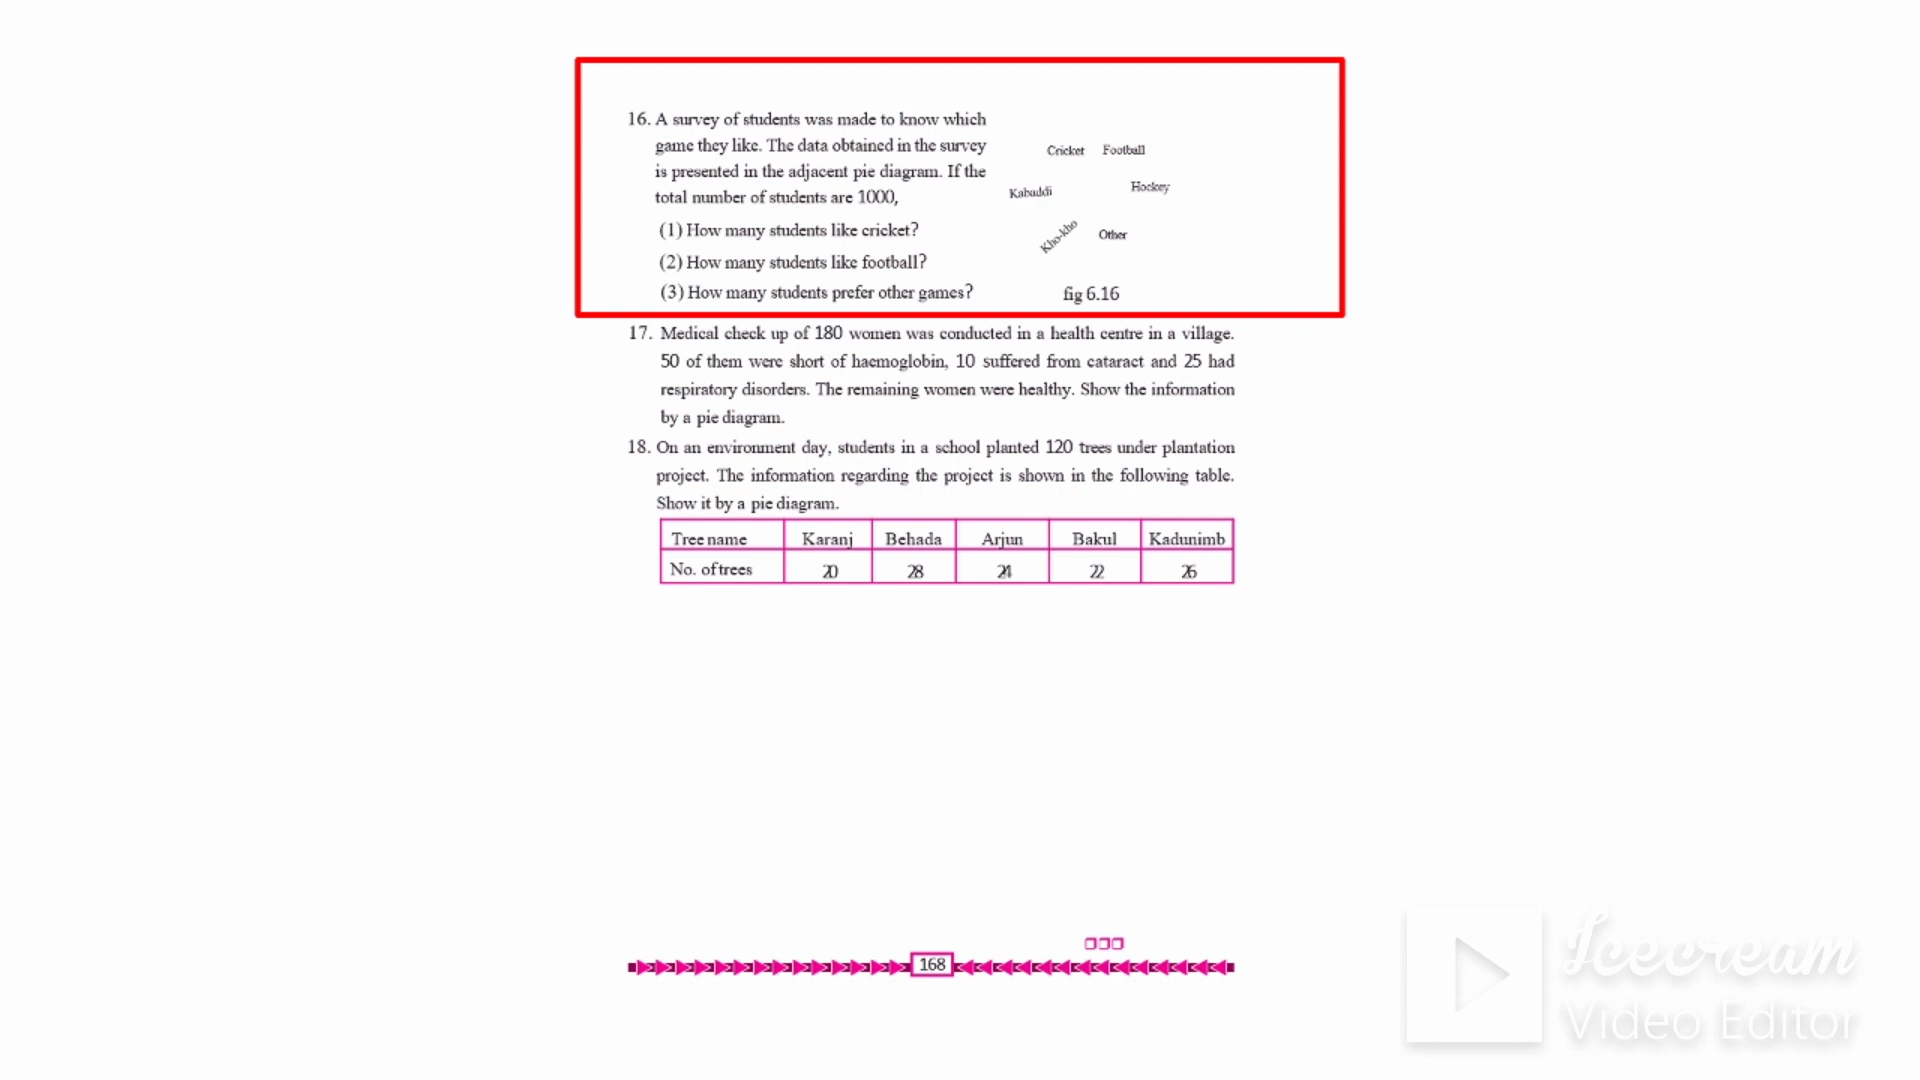 16. A survey of students was made to know which
game they like. The data obtained in the survey
is presented in the adjacent pie diagram. If the
total number of students are 1000,
(1) How many students like cricket?
(2) How many students like football?
(3) How many students prefer other games?
Cricket Football
Kabaddi Hockey
Kho-kho Other
fig 6.16
17. Medical check up of 180 women was conducted in a health centre in a village.
50 of them were short of haemoglobin, 10 suffered from cataract and 25 had
respiratory disorders. The remaining women were healthy. Show the information
by a pie diagram.
18. On an environment day, students in a school planted 120 trees under plantation
project. The information regarding the project is shown in the following table.
Show it by a pie diagram.
Tree name Karanj Behada Arjun Bakul Kadunimb
No. of trees 20 28 24 22 26
168
Icecream
Video Editor